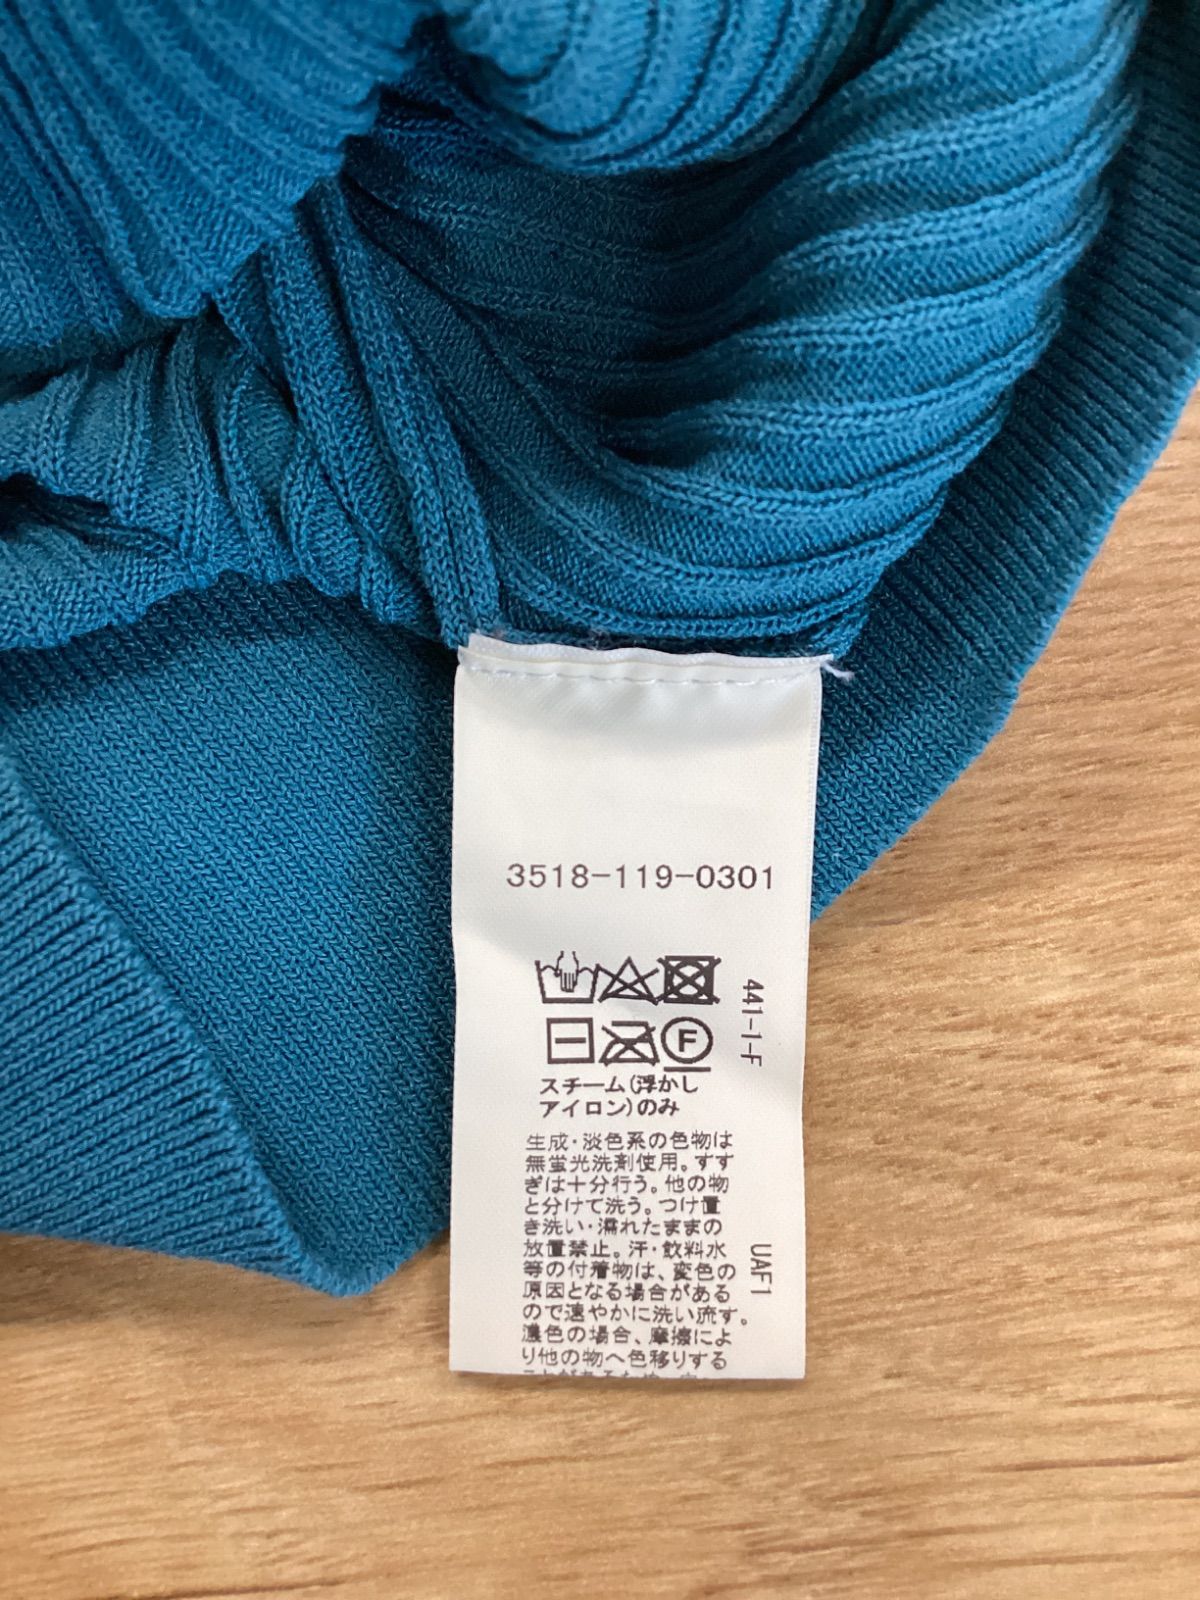 3518-119-0301
441-1-F
F
スチーム(浮かし
アイロン)のみ
生成・淡色系の色物は
無蛍光洗剤使用。すす
ぎは十分行う。他の物
と分けて洗う。つけ置
き洗い・濡れたままの
放置禁止。汗・飲料水
等の付着物は、変色の
原因となる場合がある
ので速やかに洗い流す。
濃色の場合、摩擦によ
り他の物へ色移りする
UAF1